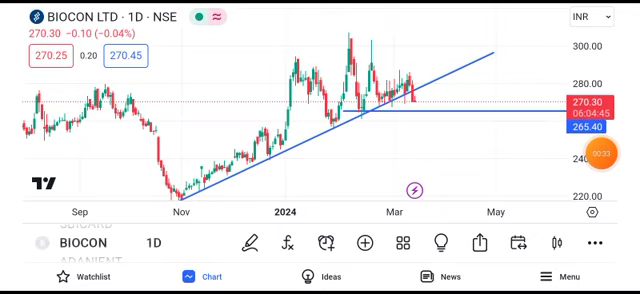 BIOCON LTD · 1D · NSE
INR
270.30 −0.10 (−0.04%)
270.25 0.20 270.45
300.00
280.00
270.30
05:04:45
265.40
00:33
220.00
Sep Nov 2024 Mar May
BIOCON 1D
Watchlist Chart Ideas News Menu